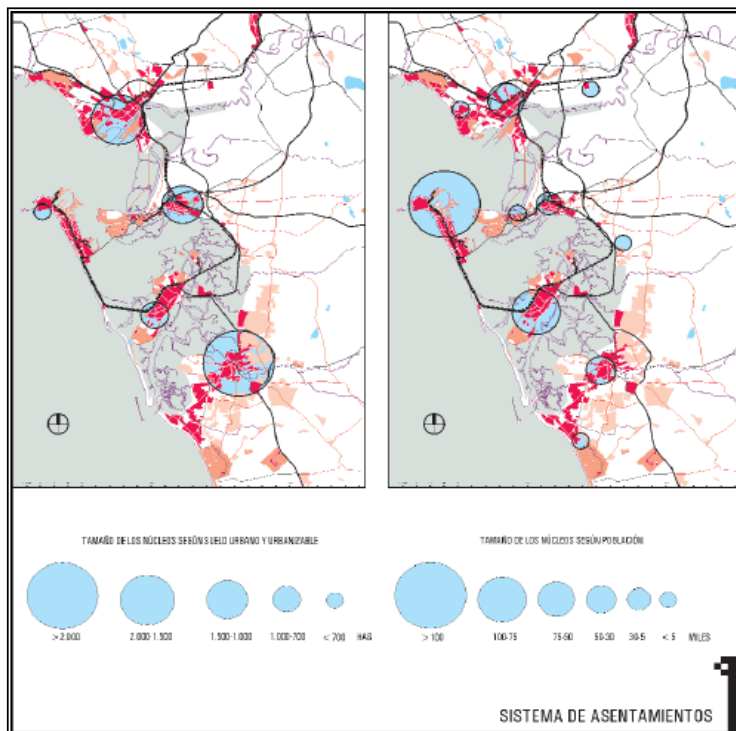 TAMAÑO DE LOS NÚCLEOS SEGÚN SUELO URBANO Y URBANIZABLE
>2.000 2.000-1.500 1.500-1.000 1.000-700 <700 HAS
TAMAÑO DE LOS NÚCLEOS SEGÚN POBLACIÓN
>100 100-75 75-50 50-30 30-5 <5 MILES
SISTEMA DE ASENTAMIENTOS